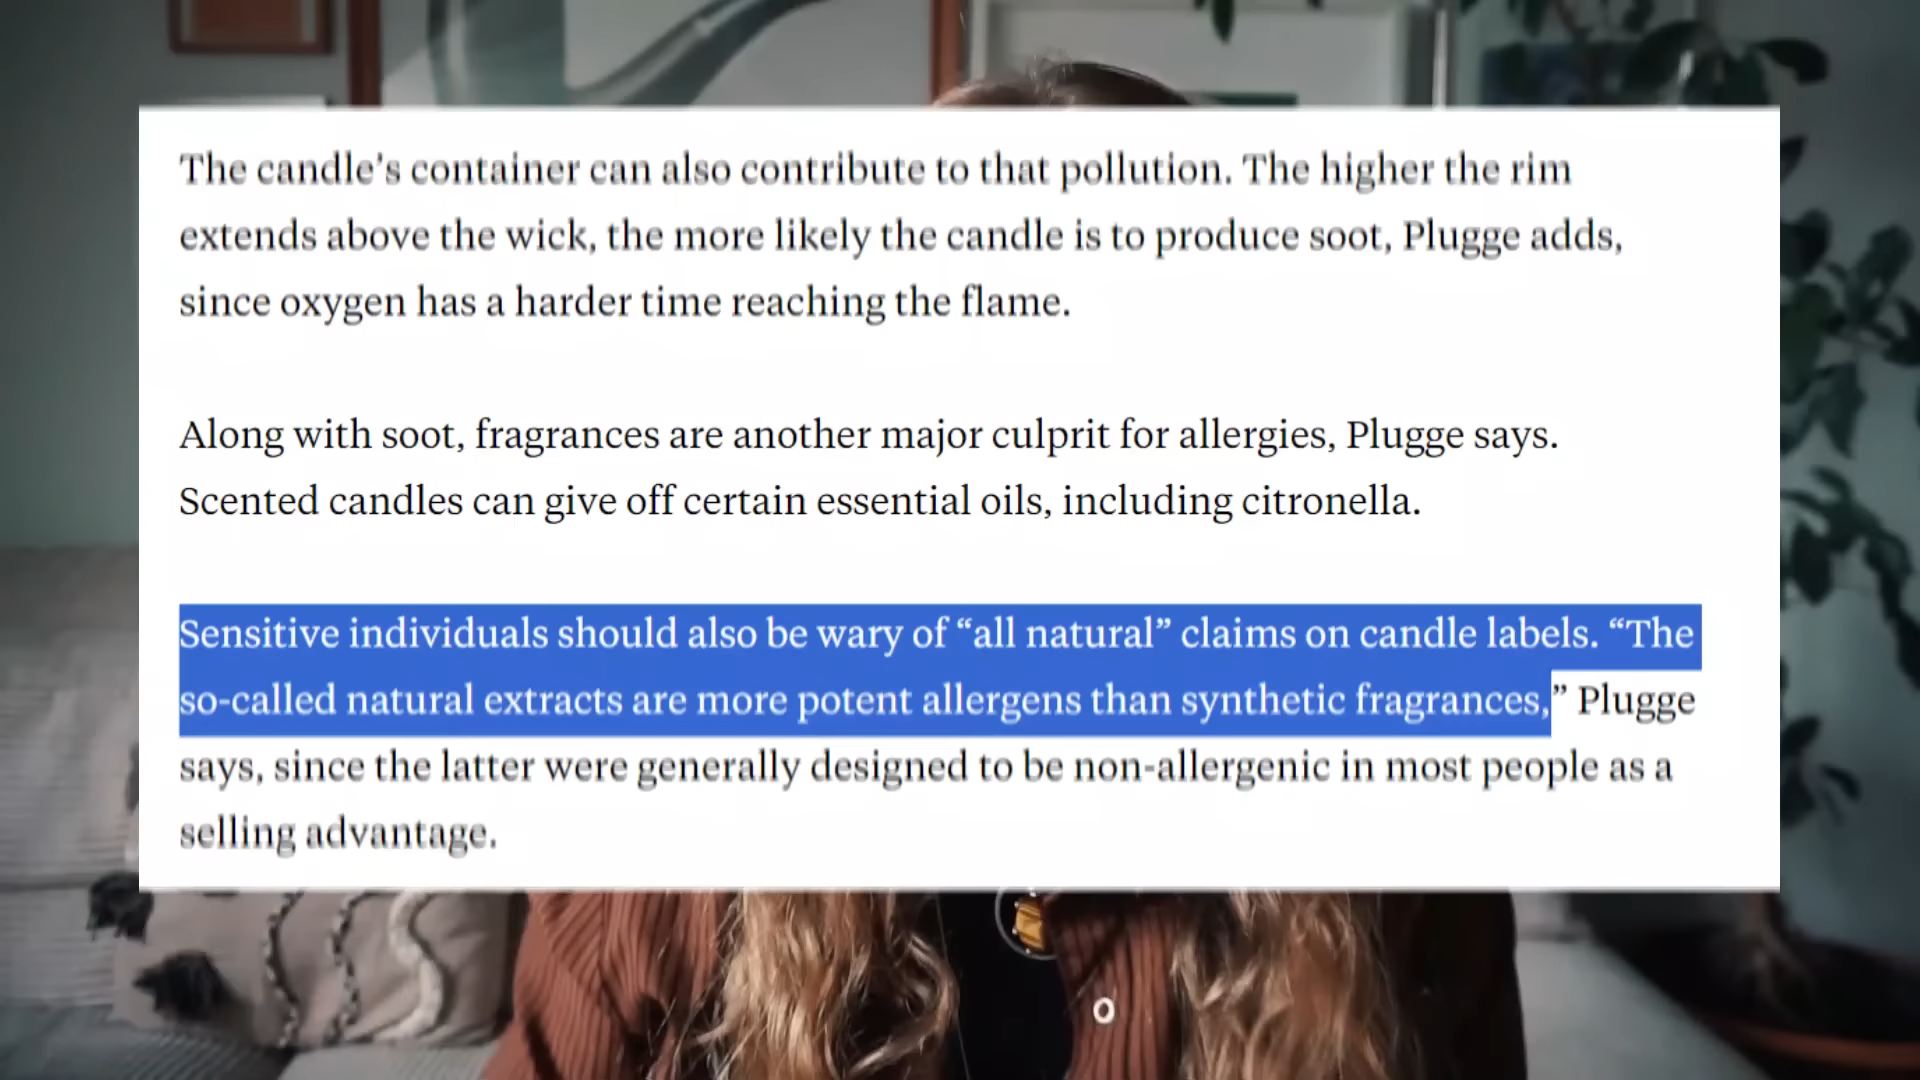 The candle’s container can also contribute to that pollution. The higher the rim
extends above the wick, the more likely the candle is to produce soot, Plugge adds,
since oxygen has a harder time reaching the flame.
Along with soot, fragrances are another major culprit for allergies, Plugge says.
Scented candles can give off certain essential oils, including citronella.
Sensitive individuals should also be wary of “all natural” claims on candle labels. “The
so-called natural extracts are more potent allergens than synthetic fragrances,” Plugge
says, since the latter were generally designed to be non-allergenic in most people as a
selling advantage.